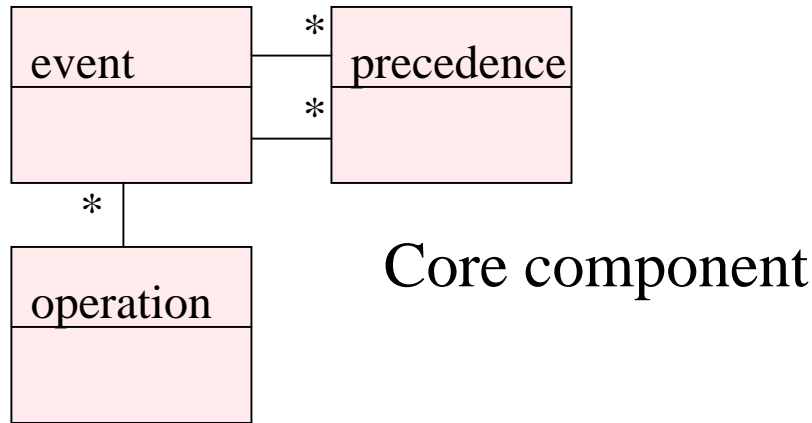 *
event precedence
*
*
Core component
operation